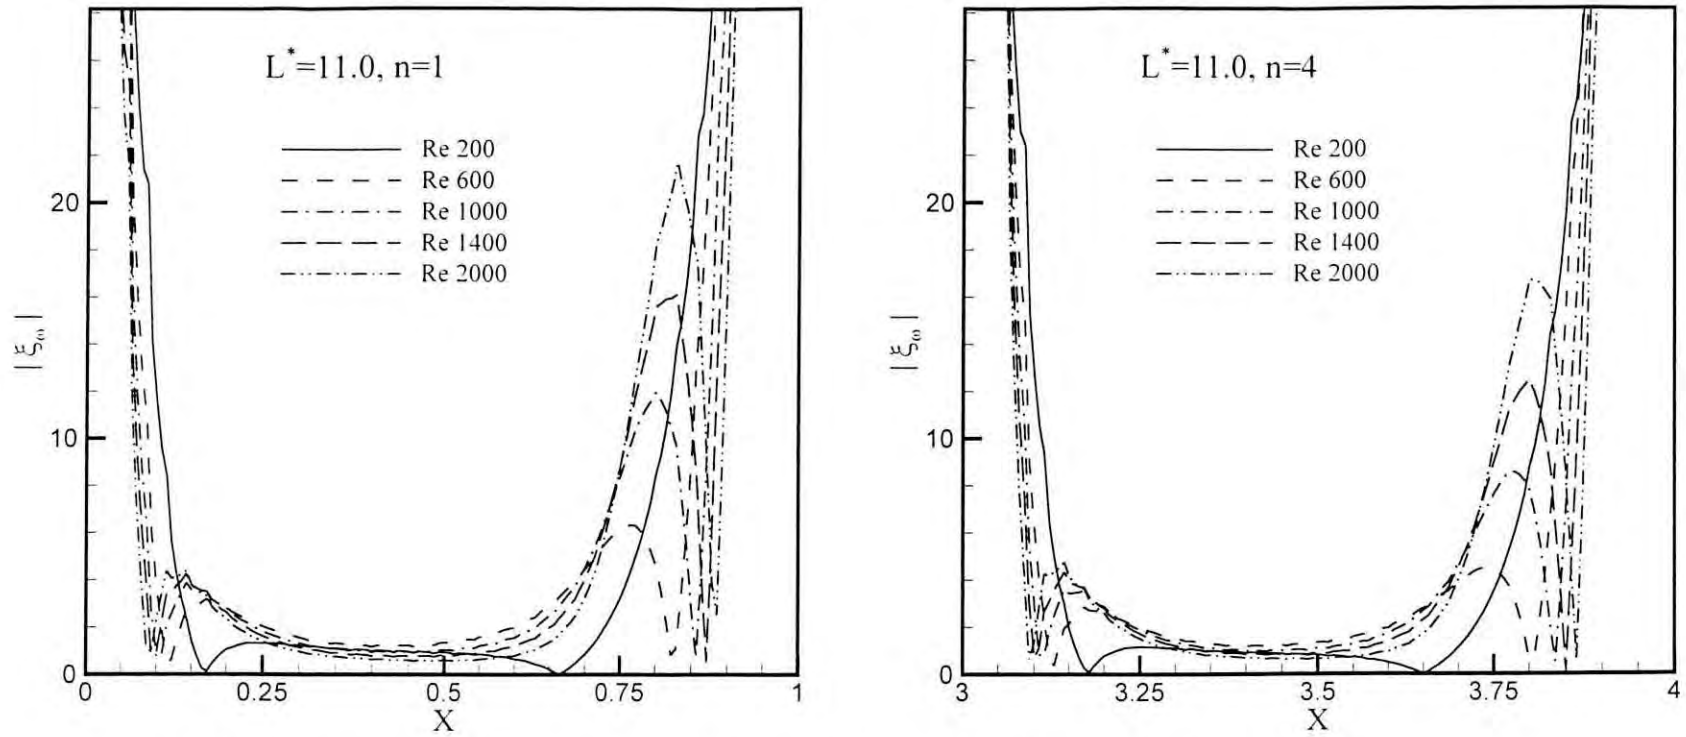 L*=11.0, n=1
Re 200
Re 600
Re 1000
Re 1400
Re 2000
20
10
0
|ξω|
0
0.25
0.5
0.75
1
X
L*=11.0, n=4
Re 200
Re 600
Re 1000
Re 1400
Re 2000
20
10
0
|ξω|
3
3.25
3.5
3.75
4
X